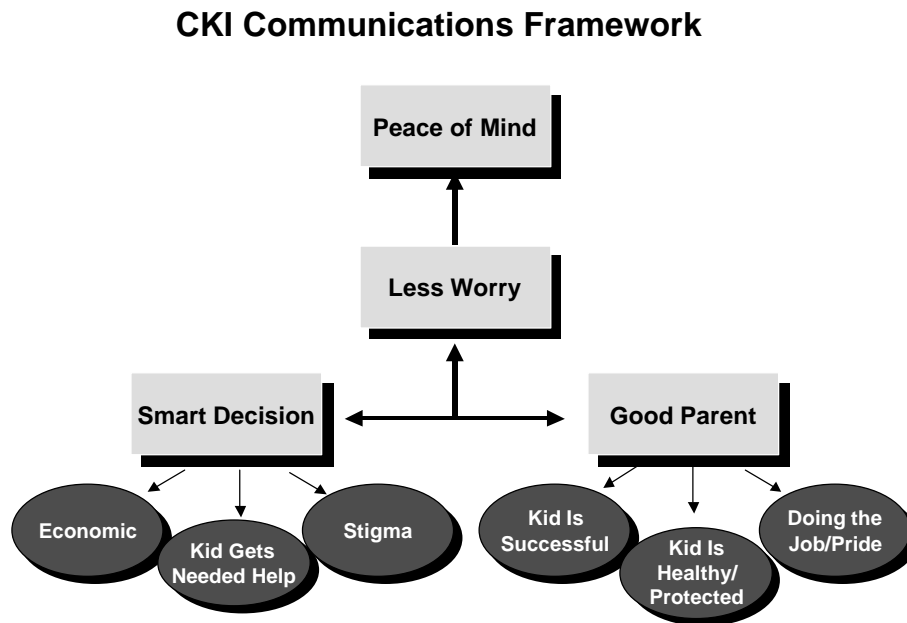 CKI Communications Framework
Peace of Mind
Less Worry
Smart Decision
Good Parent
Economic
Kid Gets
Needed Help
Stigma
Kid Is
Successful
Kid Is
Healthy/
Protected
Doing the
Job/Pride